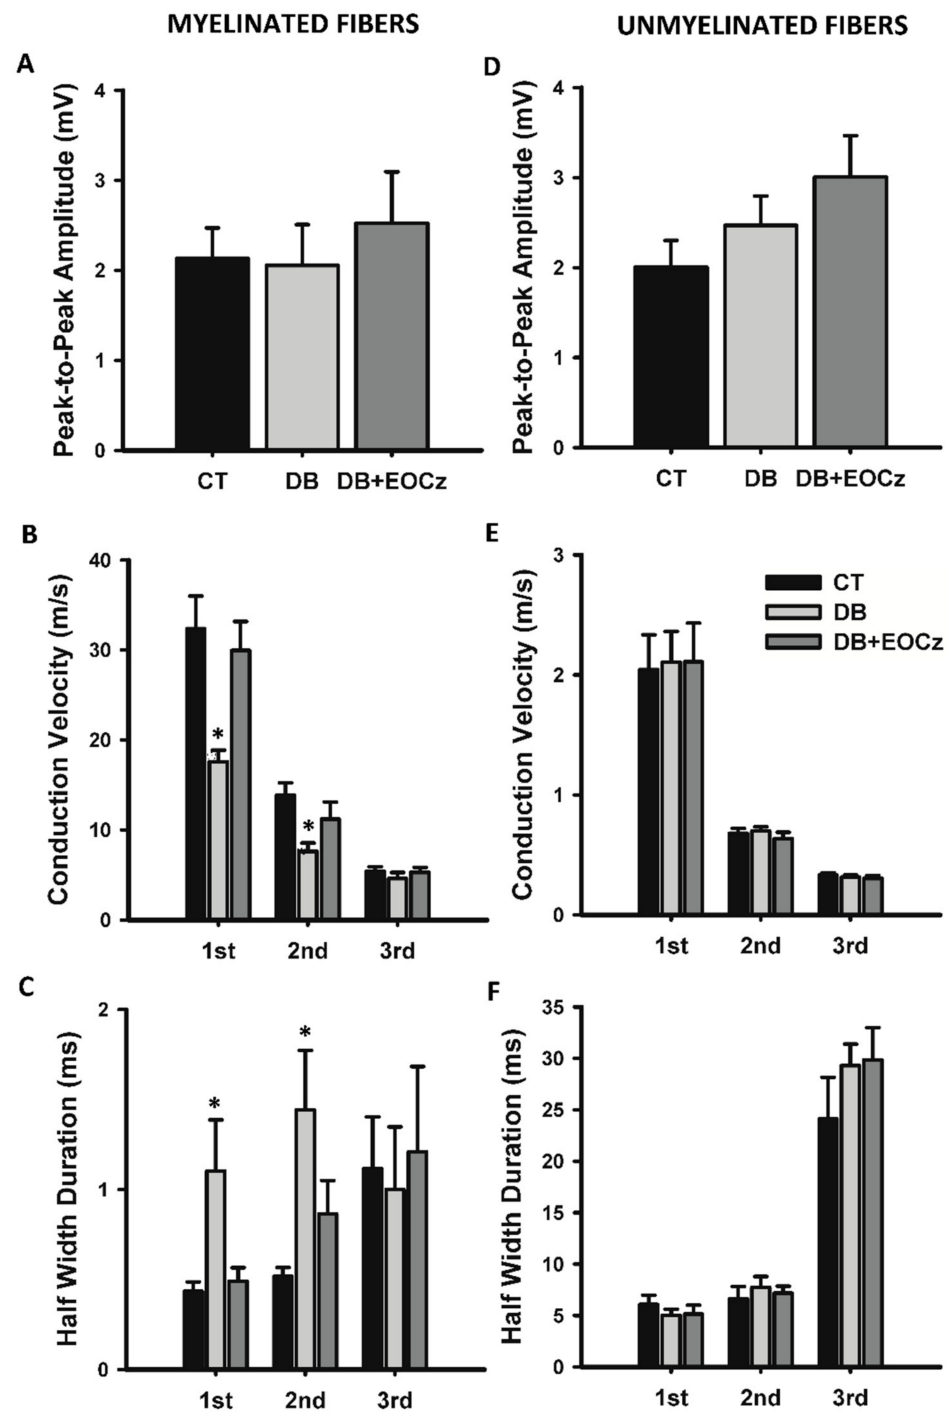 MYELINATED FIBERS
UNMYELINATED FIBERS
A
Peak-to-Peak Amplitude (mV)
4
3
2
1
0
CT DB DB+EOCz
D
Peak-to-Peak Amplitude (mV)
4
3
2
1
0
CT DB DB+EOCz
B
Conduction Velocity (m/s)
40
30
20
10
0
*
*
1st 2nd 3rd
E
Conduction Velocity (m/s)
3
2
1
0
CT
DB
DB+EOCz
1st 2nd 3rd
C
Half Width Duration (ms)
2
1
0
*
*
1st 2nd 3rd
F
Half Width Duration (ms)
35
30
25
20
15
10
5
0
1st 2nd 3rd